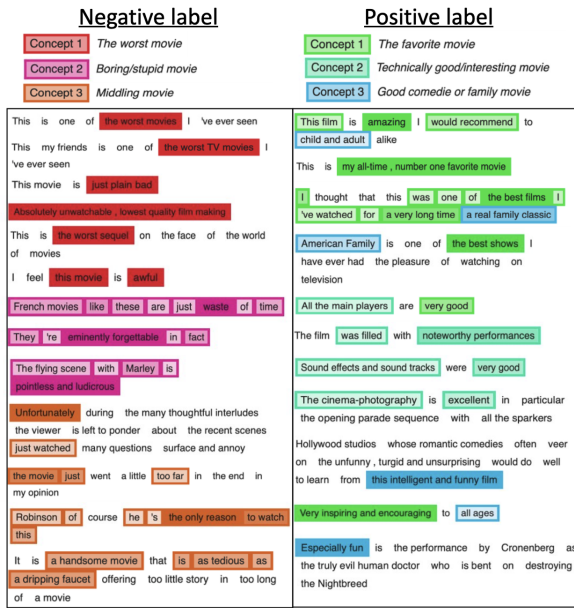 Negative label
Concept 1 The worst movie
Concept 2 Boring/stupid movie
Concept 3 Middling movie
This is one of the worst movies I 've ever seen
This my friends is one of the worst TV movies I
've ever seen
This movie is just plain bad
Absolutely unwatchable , lowest quality film making
This is the worst sequel on the face of the world
of movies
I feel this movie is awful
French movies like these are just waste of time
They 're eminently forgettable in fact
The flying scene with Marley is
pointless and ludicrous
Unfortunately during the many thoughtful interludes
the viewer is left to ponder about the recent scenes
just watched many questions surface and annoy
the movie just went a little too far in the end in
my opinion
Robinson of course he 's the only reason to watch
this
It is a handsome movie that is as tedious as
a dripping faucet offering too little story in too long
of a movie
Positive label
Concept 1 The favorite movie
Concept 2 Technically good/interesting movie
Concept 3 Good comedie or family movie
This film is amazing I would recommend to
child and adult alike
This is my all-time , number one favorite movie
I thought that this was one of the best films I
've watched for a very long time a real family classic
American Family is one of the best shows I
have ever had the pleasure of watching on
television
All the main players are very good
The film was filled with noteworthy performances
Sound effects and sound tracks were very good
The cinema-photography is excellent in particular
the opening parade sequence with all the sparkers
Hollywood studios whose romantic comedies often veer
on the unfunny , turgid and unsurprising would do well
to learn from this intelligent and funny film
Very inspiring and encouraging to all ages
Especially fun is the performance by Cronenberg as
the truly evil human doctor who is bent on destroying
the Nightbreed